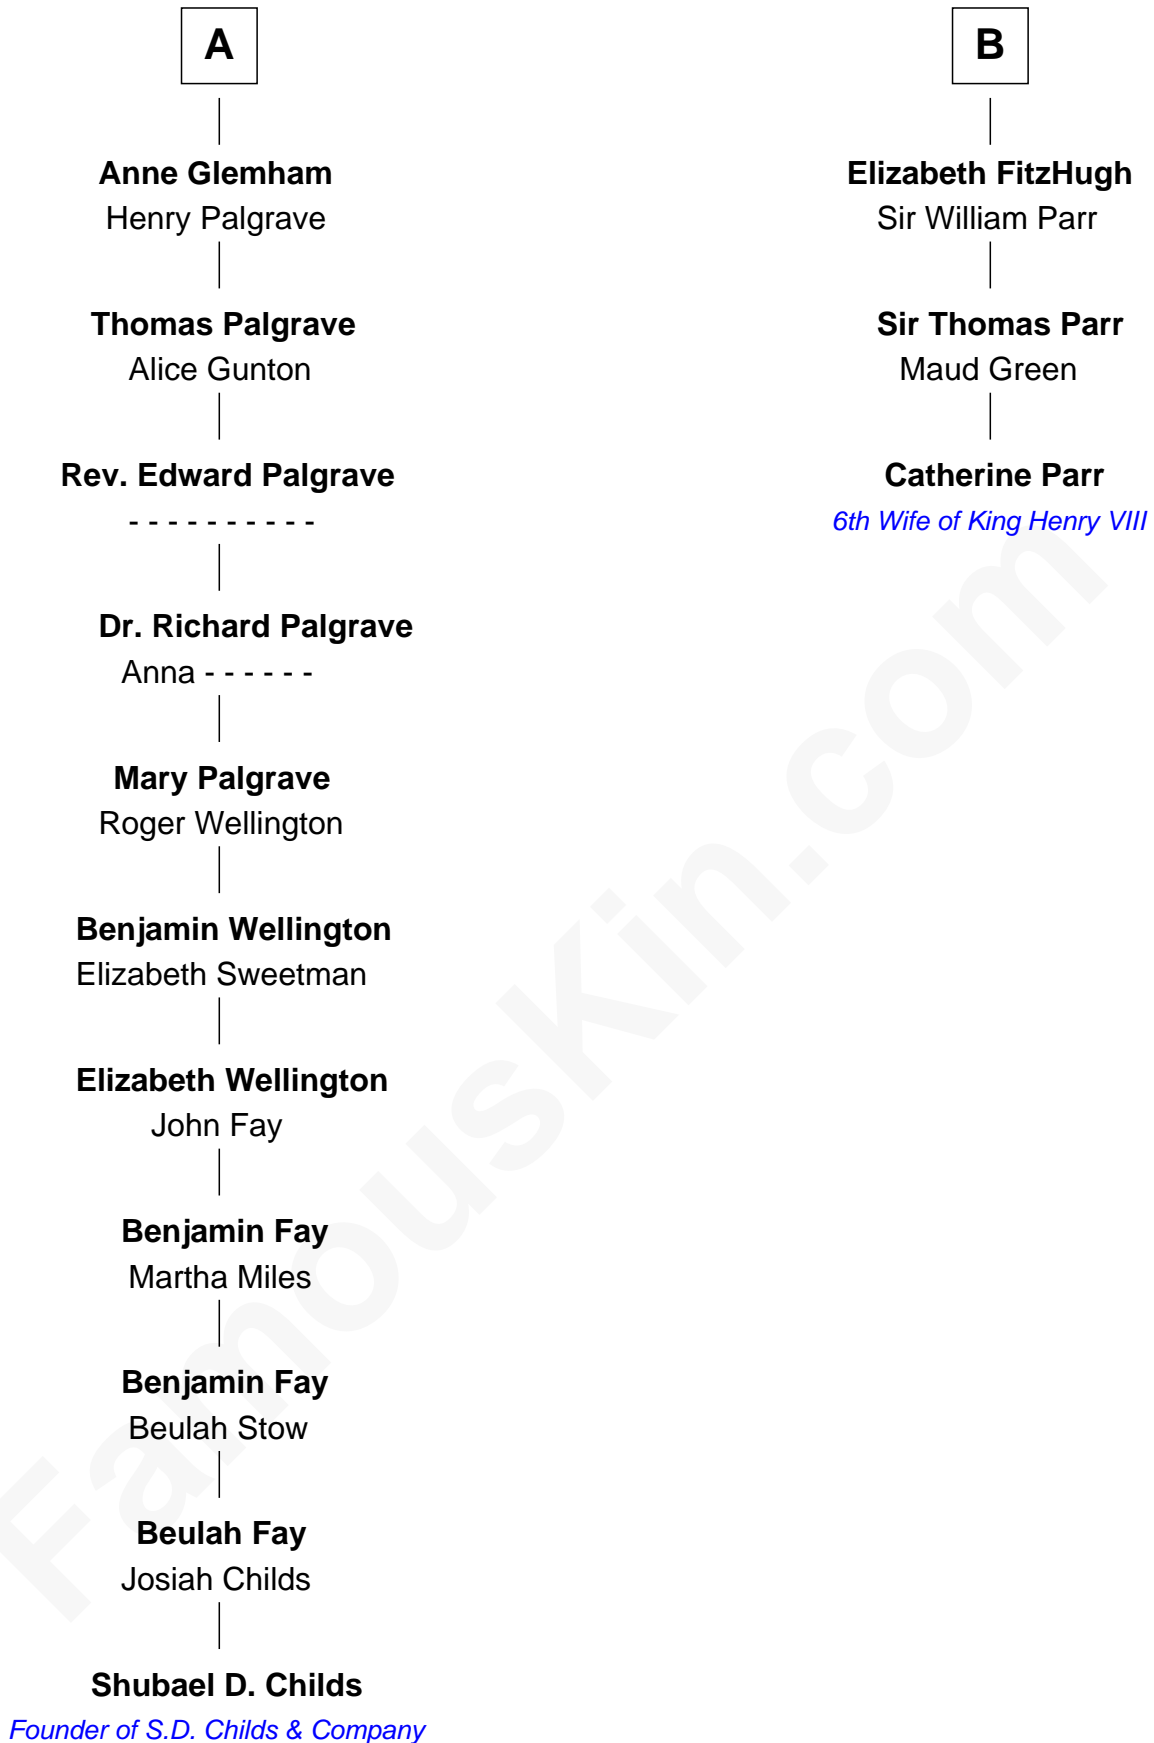 A
Anne Glemham
Henry Palgrave
Thomas Palgrave
Alice Gunton
Rev. Edward Palgrave
- - - - - - - - - -
Dr. Richard Palgrave
Anna - - - - - -
Mary Palgrave
Roger Wellington
Benjamin Wellington
Elizabeth Sweetman
Elizabeth Wellington
John Fay
Benjamin Fay
Martha Miles
Benjamin Fay
Beulah Stow
Beulah Fay
Josiah Childs
Shubael D. Childs
Founder of S.D. Childs & Company
B
Elizabeth FitzHugh
Sir William Parr
Sir Thomas Parr
Maud Green
Catherine Parr
6th Wife of King Henry VIII
FamousKin.com